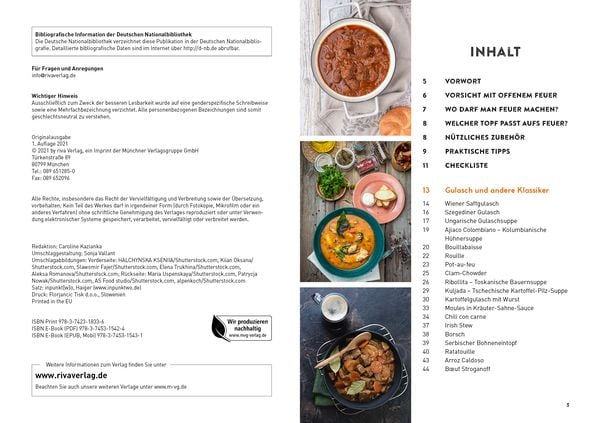 Bibliografische Information der Deutschen Nationalbibliothek
Die Deutsche Nationalbibliothek verzeichnet diese Publikation in der Deutschen Nationalbiblio-
grafie. Detaillierte bibliografische Daten sind im Internet über http://d-nb.de abrufbar.
Für Fragen und Anregungen
info@rivaverlag.de
Wichtiger Hinweis
Ausschließlich zum Zweck der besseren Lesbarkeit wurde auf eine genderspezifische Schreibweise
sowie eine Mehrfachbezeichnung verzichtet. Alle personenbezogenen Bezeichnungen sind somit
geschlechtsneutral zu verstehen.
Originalausgabe
1. Auflage 2021
© 2021 by riva Verlag, ein Imprint der Münchner Verlagsgruppe GmbH
Türkenstraße 89
80799 München
Tel.: 089 651285-0
Fax: 089 652096
Alle Rechte, insbesondere das Recht der Vervielfältigung und Verbreitung sowie der Übersetzung,
vorbehalten. Kein Teil des Werkes darf in irgendeiner Form (durch Fotokopie, Mikrofilm oder ein
anderes Verfahren) ohne schriftliche Genehmigung des Verlages reproduziert oder unter Verwen-
dung elektronischer Systeme gespeichert, verarbeitet, vervielfältigt oder verbreitet werden.
Redaktion: Caroline Kazianka
Umschlaggestaltung: Sonja Vallant
Umschlagabbildungen: Vorderseite: HALCHYNSKA KSENIIA/Shutterstock.com, Kiian Oksana/
Shutterstock.com, Slawomir Fajer/Shutterstock.com, Elena Trukhina/Shutterstock.com,
Aleksa Romanova/Shutterstock.com, Rückseite: Maria Uspenskaya/Shutterstock.com, Patrycja
Nowak/Shutterstock.com, AS Food studio/Shutterstock.com, alpenkoch/Shutterstock.com
Satz: inpunkt[w]o, Haiger (www.inpunktwo.de)
Druck: Florjancic Tisk d.o.o., Slowenien
Printed in the EU
ISBN Print 978-3-7423-1833-6
ISBN E-Book (PDF) 978-3-7453-1542-4
ISBN E-Book (EPUB, Mobi) 978-3-7453-1543-1
Wir produzieren
nachhaltig
www.mvg-verlag.de
Weitere Informationen zum Verlag finden Sie unter
www.rivaverlag.de
Beachten Sie auch unsere weiteren Verlage unter www.m-vg.de
INHALT
5 VORWORT
6 VORSICHT MIT OFFENEM FEUER
7 WO DARF MAN FEUER MACHEN?
8 WELCHER TOPF PASST AUFS FEUER?
8 NÜTZLICHES ZUBEHÖR
9 PRAKTISCHE TIPPS
11 CHECKLISTE
13 Gulasch und andere Klassiker
14 Wiener Saftgulasch
16 Szegediner Gulasch
17 Ungarische Gulaschsuppe
19 Ajiaco Colombiano – Kolumbianische
Hühnersuppe
20 Bouillabaisse
22 Rouille
23 Pot-au-feu
25 Clam-Chowder
26 Ribollita – Toskanische Bauernsuppe
29 Kulajda – Tschechische Kartoffel-Pilz-Suppe
30 Kartoffelgulasch mit Wurst
33 Moules in Kräuter-Sahne-Sauce
34 Chili con carne
37 Irish Stew
38 Borsch
39 Serbischer Bohneneintopf
40 Ratatouille
43 Arroz Caldoso
44 Bœuf Stroganoff
3